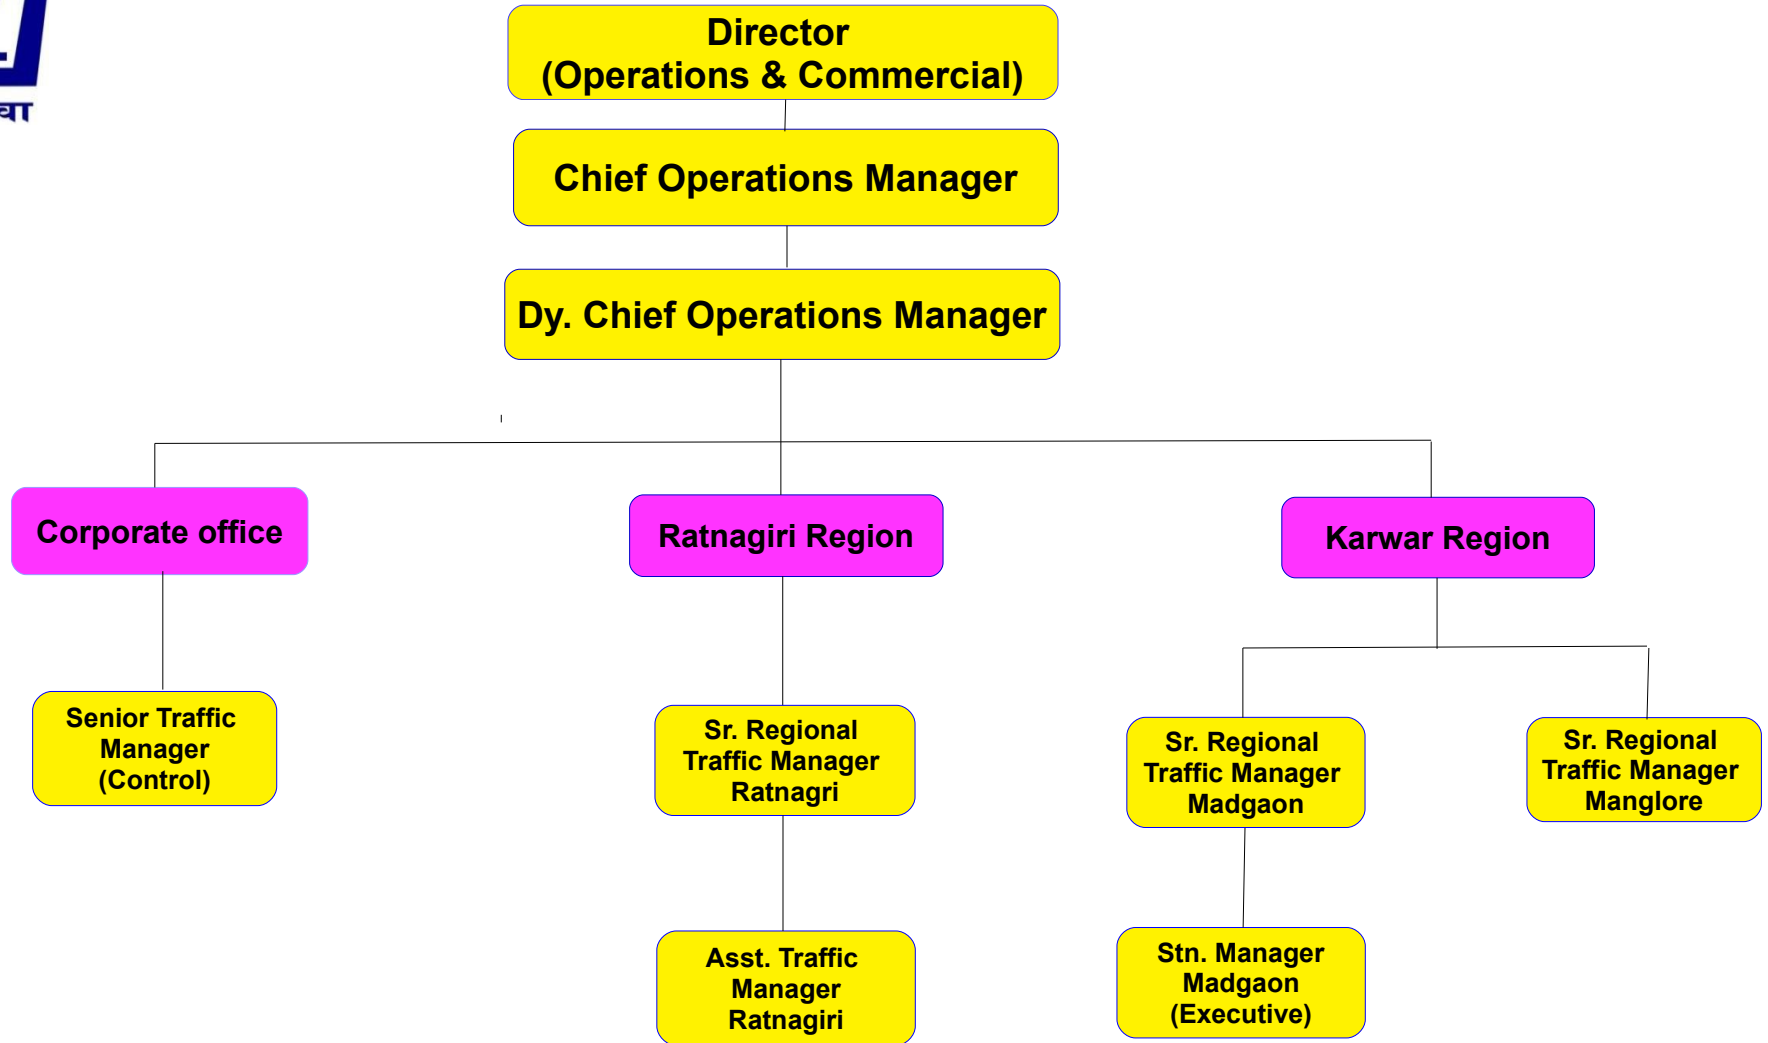 Director
(Operations & Commercial)
Chief Operations Manager
Dy. Chief Operations Manager
Corporate office
Ratnagiri Region
Karwar Region
Senior Traffic
Manager
(Control)
Sr. Regional
Traffic Manager
Ratnagri
Sr. Regional
Traffic Manager
Madgaon
Sr. Regional
Traffic Manager
Manglore
Asst. Traffic
Manager
Ratnagiri
Stn. Manager
Madgaon
(Executive)